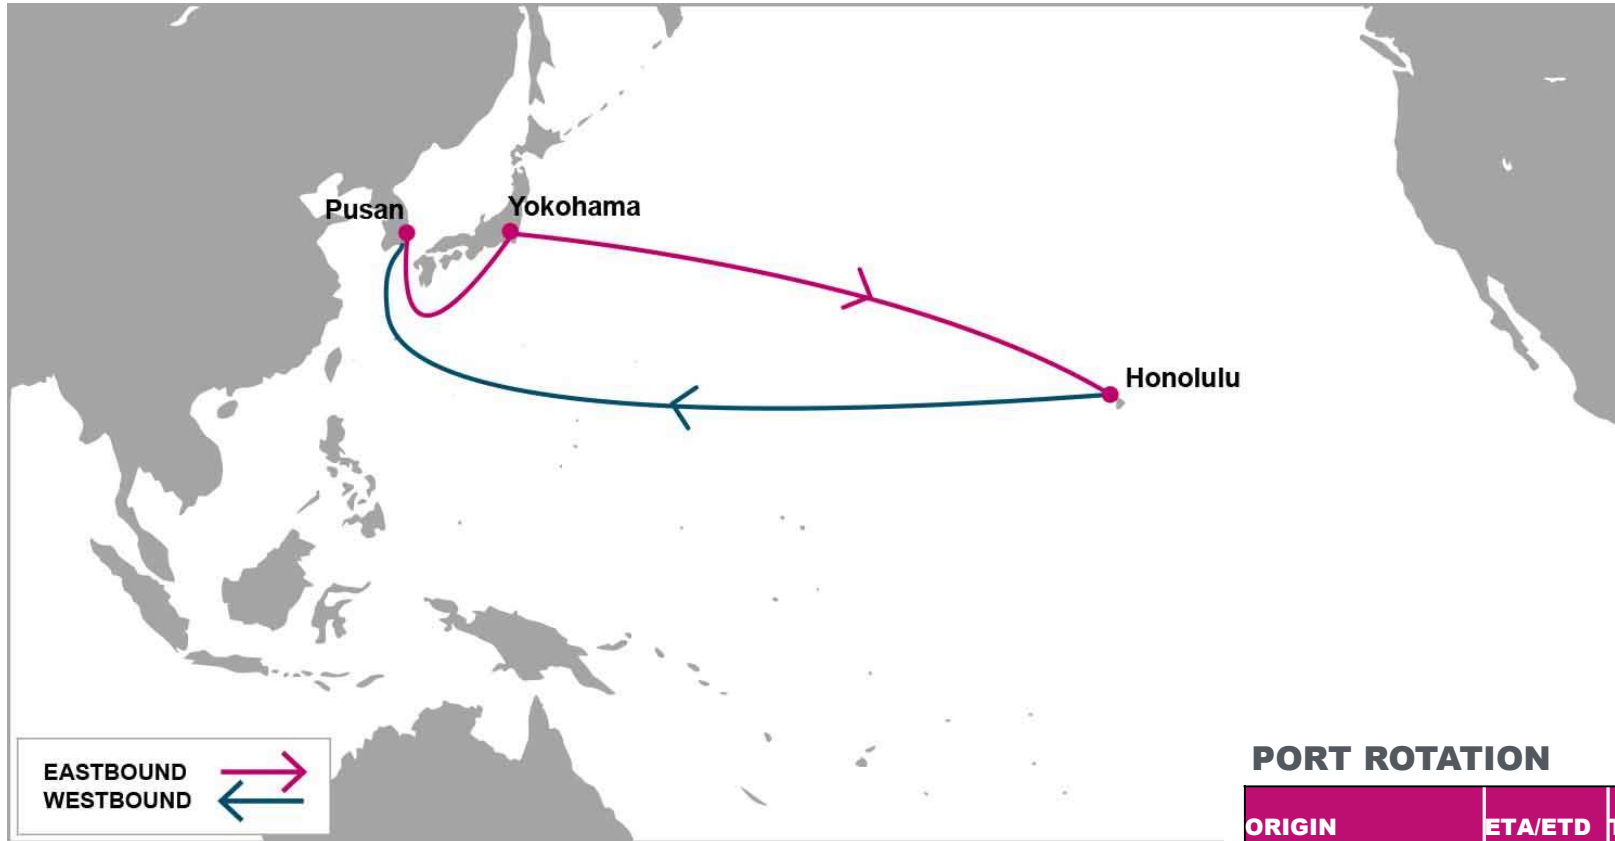 Pusan
Yokohama
Honolulu
EASTBOUND
WESTBOUND
PORT ROTATION
ORIGIN ETA/ETD